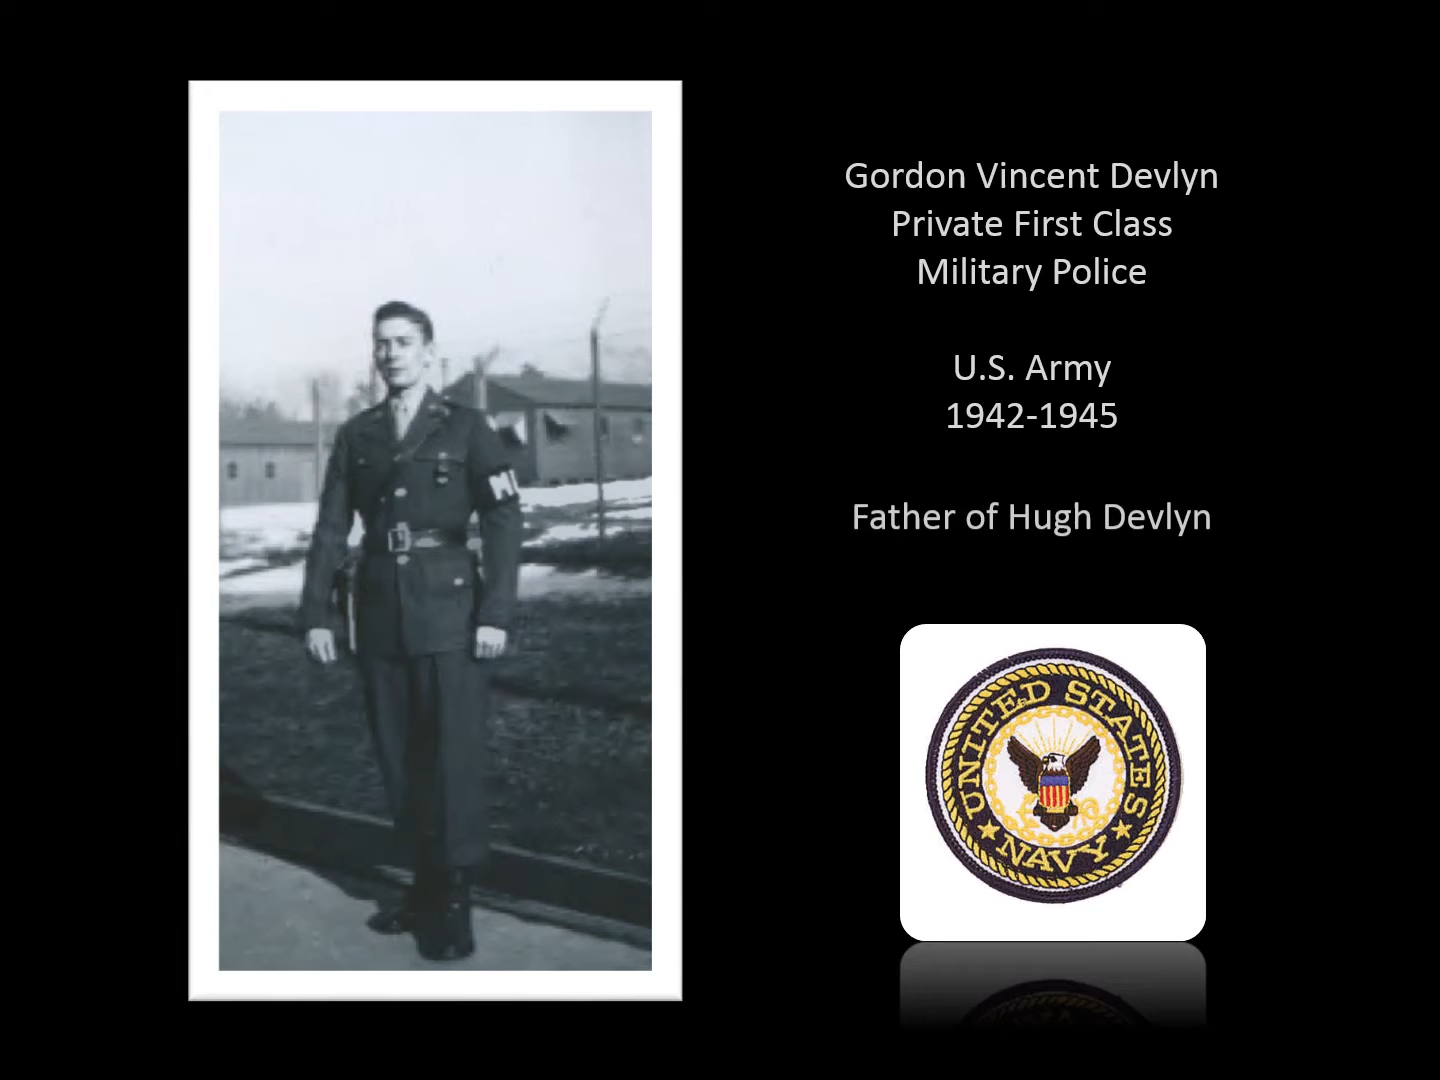 Gordon Vincent Devlyn
Private First Class
Military Police
U.S. Army
1942-1945
Father of Hugh Devlyn
UNITED STATES
NAVY